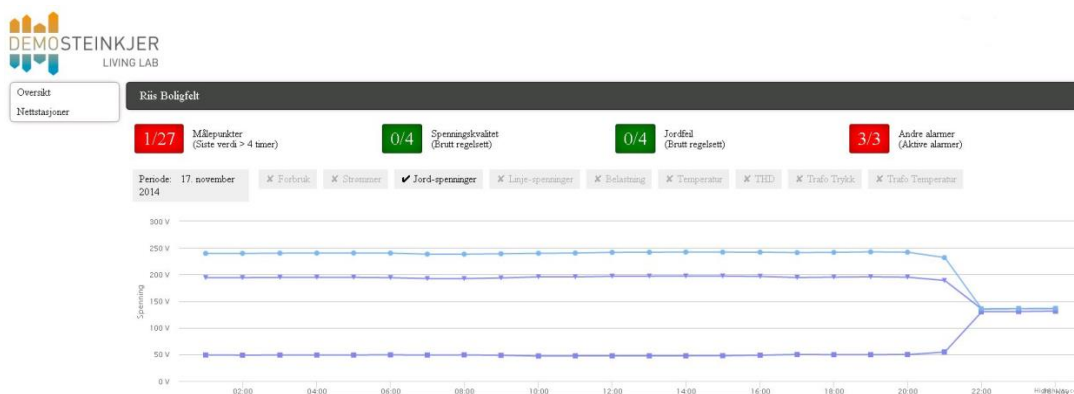 DEMOSTEINKJER
LIVING LAB
Oversikt
Nettstasjoner
Riis Boligfelt
1/27
Målepunkter
(Siste verdi > 4 timer)
0/4
Spenningskvalitet
(Brutt regelsett)
0/4
Jordfeil
(Brutt regelsett)
3/3
Andre alarmer
(Aktive alarmer)
Periode: 17. november
2014
✘ Forbruk
✘ Strømmer
✔ Jord-spenninger
✘ Linje-spenninger
✘ Belastning
✘ Temperatur
✘ THD
✘ Trafo Trykk
✘ Trafo Temperatur
Spenning
300 V
250 V
200 V
150 V
100 V
50 V
0 V
02:00 04:00 06:00 08:00 10:00 12:00 14:00 16:00 18:00 20:00 22:00